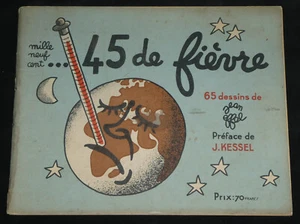 mille
neuf
cent... 45 de fièvre
65 dessins de
jean
effel
Préface de
J. KESSEL
Prix: 70 francs